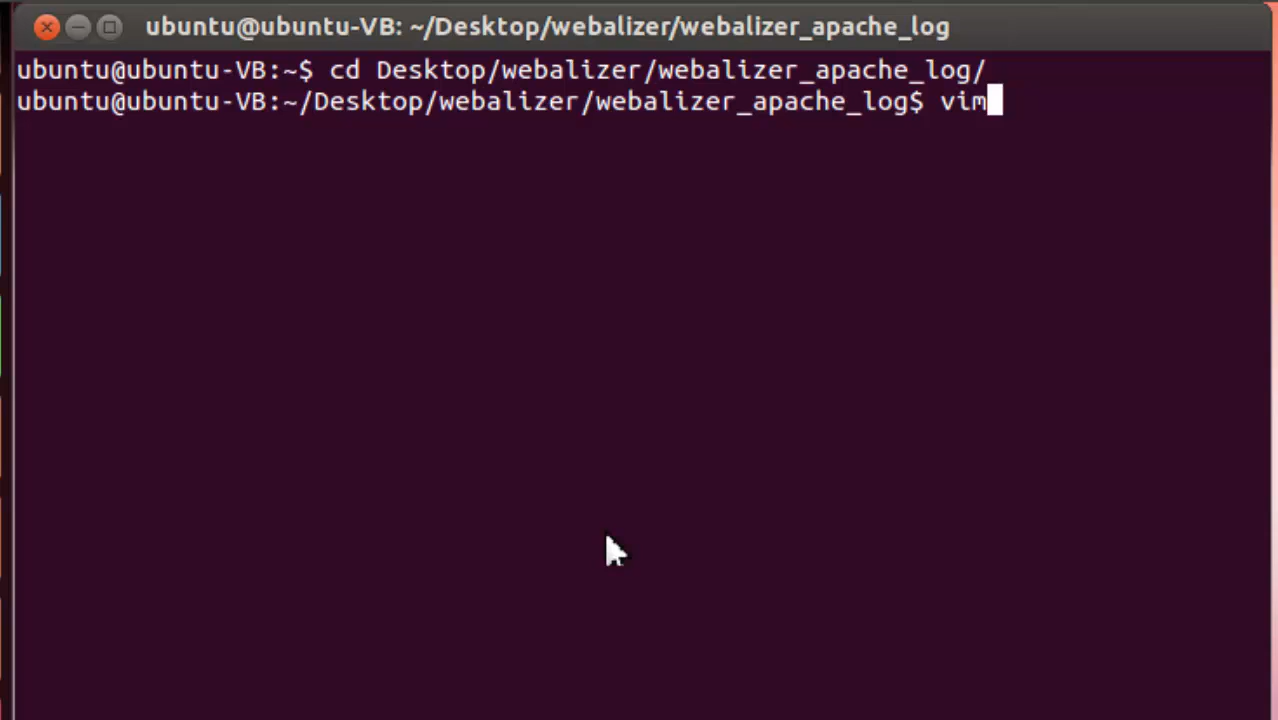 ubuntu@ubuntu-VB: ~/Desktop/webalizer/webalizer_apache_log
ubuntu@ubuntu-VB:~$ cd Desktop/webalizer/webalizer_apache_log/
ubuntu@ubuntu-VB:~/Desktop/webalizer/webalizer_apache_log$ vim